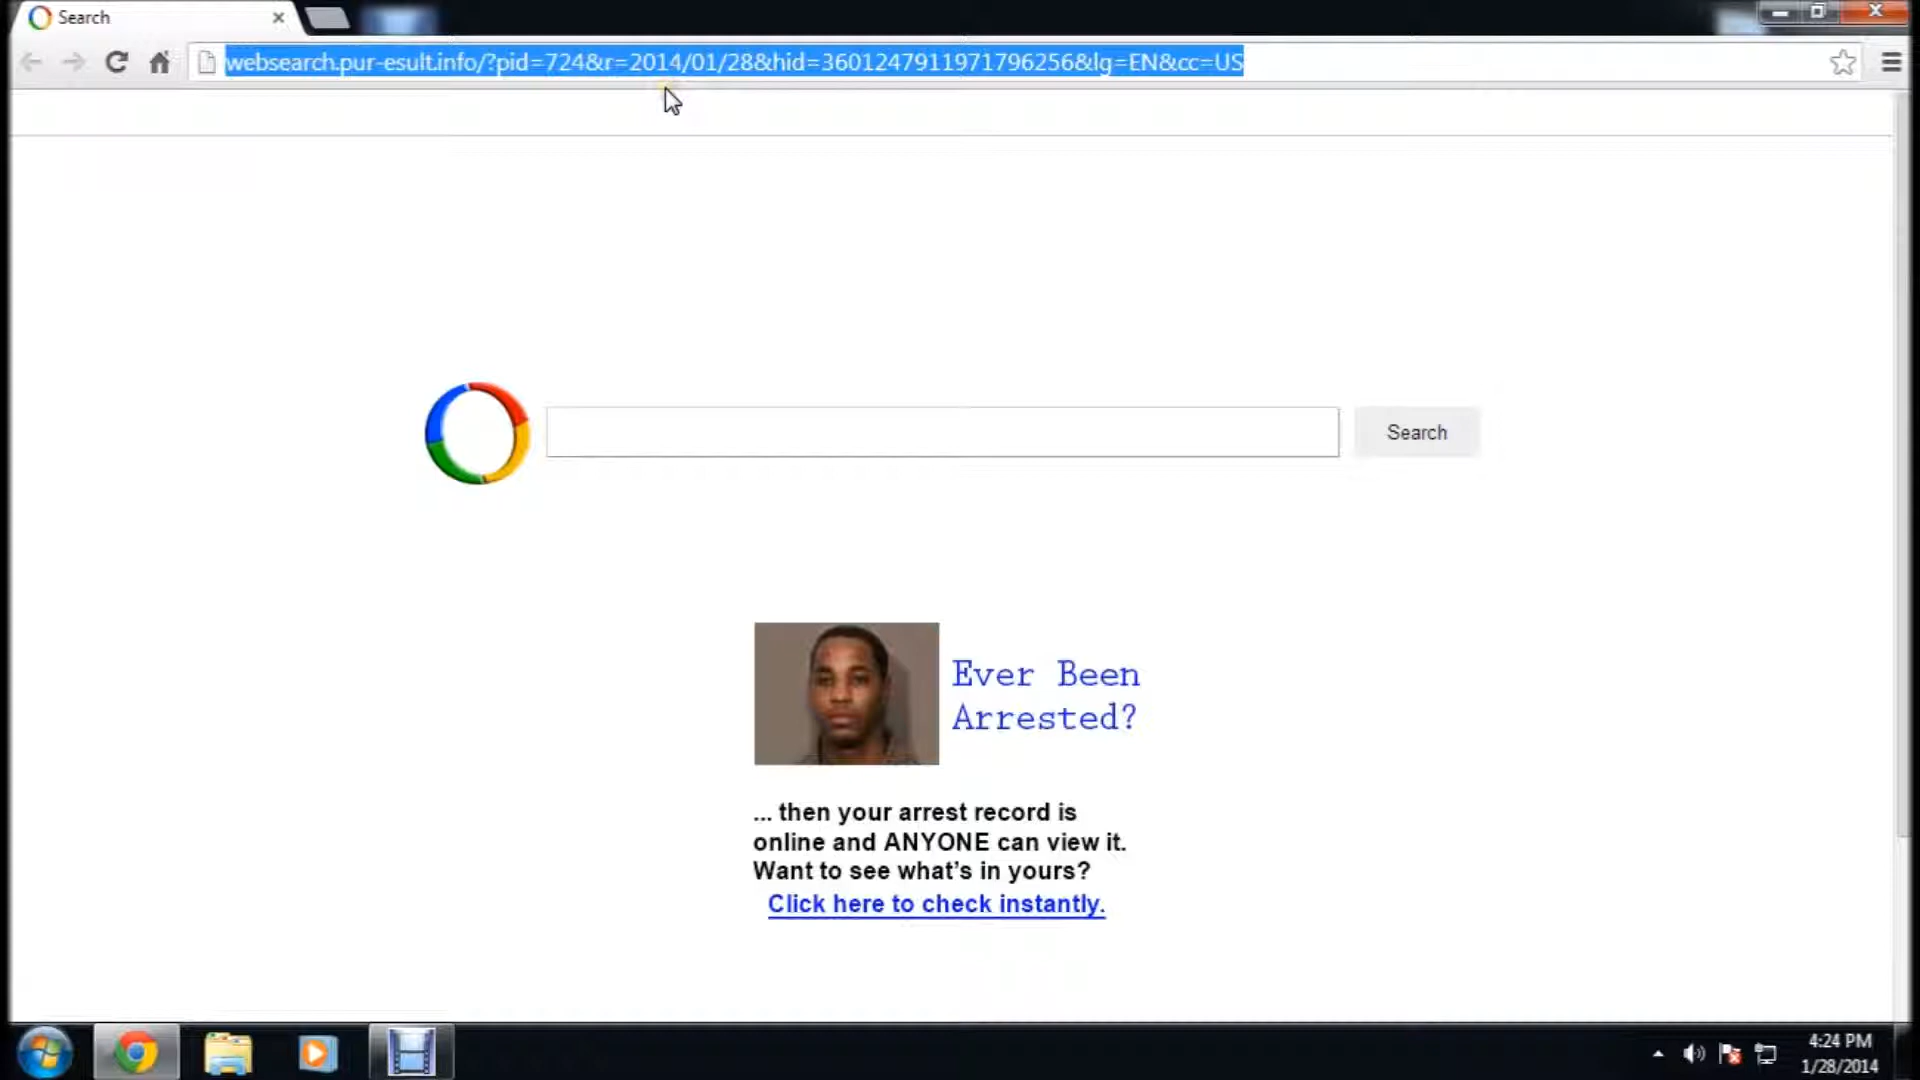 Search
websearch.pur-esult.info/?pid=724&r=2014/01/28&hid=3601247911971796256&lg=EN&cc=US
Search
Ever Been
Arrested?
... then your arrest record is
online and ANYONE can view it.
Want to see what's in yours?
Click here to check instantly.
4:24 PM
1/28/2014